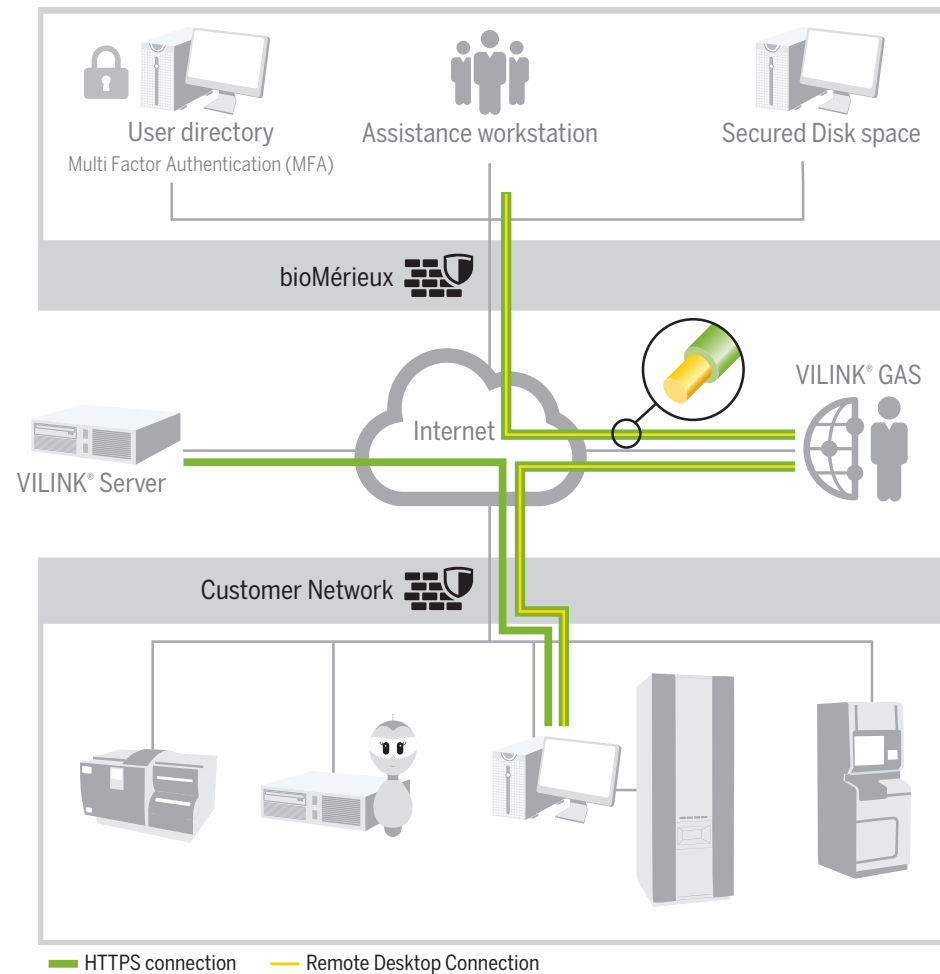 User directory
Multi Factor Authentication (MFA)
Assistance workstation
Secured Disk space
bioMérieux
VILINK® GAS
Internet
VILINK® Server
Customer Network
HTTPS connection
Remote Desktop Connection